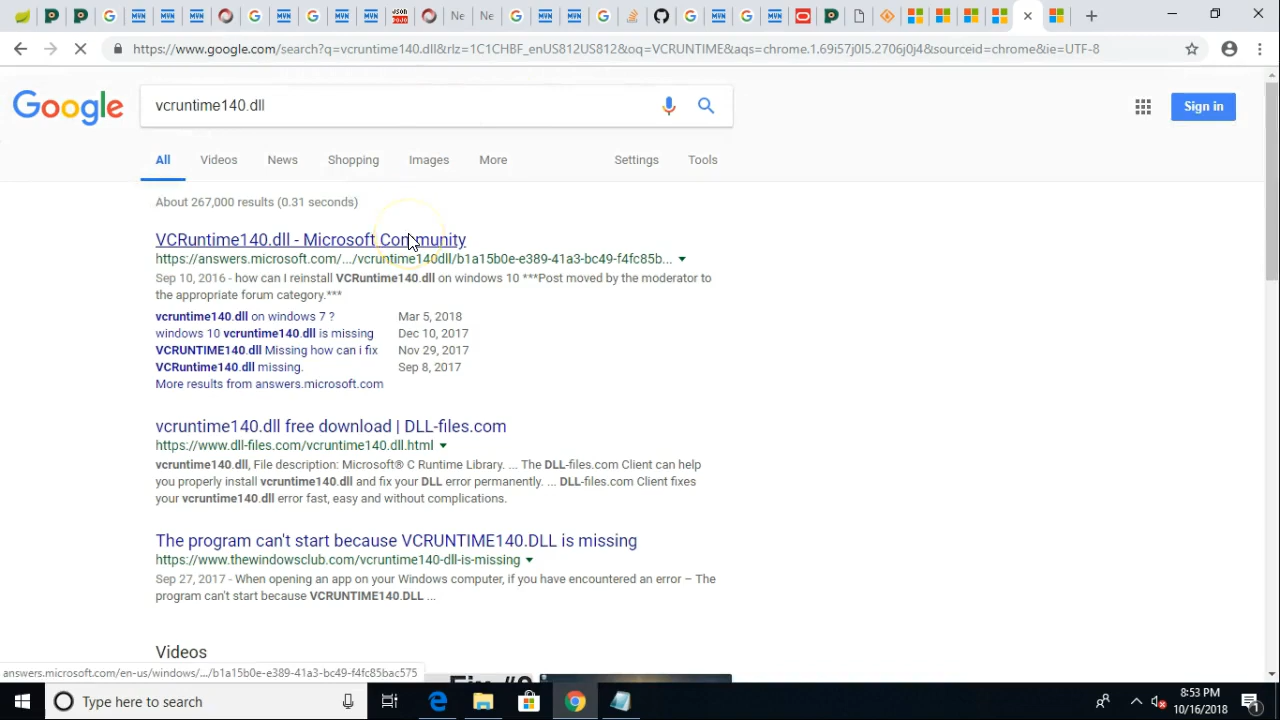 JSON
Ne
Ne
https://www.google.com/search?q=vcruntime140.dll&rlz=1C1CHBF_enUS812US812&oq=VCRUNTIME&aqs=chrome.1.69i57j0l5.2706j0j4&sourceid=chrome&ie=UTF-8
Google
vcruntime140.dll
Sign in
All Videos News Shopping Images More Settings Tools
About 267,000 results (0.31 seconds)
VCRuntime140.dll - Microsoft Community
https://answers.microsoft.com/.../vcruntime140dll/b1a15b0e-e389-41a3-bc49-f4fc85b...
Sep 10, 2016 - how can I reinstall VCRuntime140.dll on windows 10 ***Post moved by the moderator to
the appropriate forum category.***
vcruntime140.dll on windows 7 ? Mar 5, 2018
windows 10 vcruntime140.dll is missing Dec 10, 2017
VCRUNTIME140.dll Missing how can i fix Nov 29, 2017
VCRuntime140.dll missing. Sep 8, 2017
More results from answers.microsoft.com
vcruntime140.dll free download | DLL-files.com
https://www.dll-files.com/vcruntime140.dll.html
vcruntime140.dll, File description: Microsoft® C Runtime Library. ... The DLL-files.com Client can help
you properly install vcruntime140.dll and fix your DLL error permanently. ... DLL-files.com Client fixes
your vcruntime140.dll error fast, easy and without complications.
The program can't start because VCRUNTIME140.DLL is missing
https://www.thewindowsclub.com/vcruntime140-dll-is-missing
Sep 27, 2017 - When opening an app on your Windows computer, if you have encountered an error – The
program can't start because VCRUNTIME140.DLL ...
Videos
answers.microsoft.com/en-us/windows/.../b1a15b0e-e389-41a3-bc49-f4fc85bac575
Type here to search
8:53 PM
10/16/2018